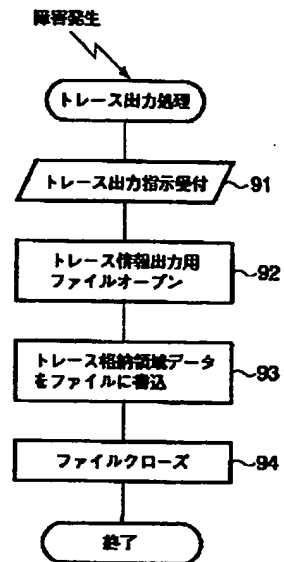 障害発生
トレース出力処理
トレース出力指示受付
91
トレース情報出力用
ファイルオープン
92
トレース格納領域データ
をファイルに書込
93
ファイルクローズ
94
終了